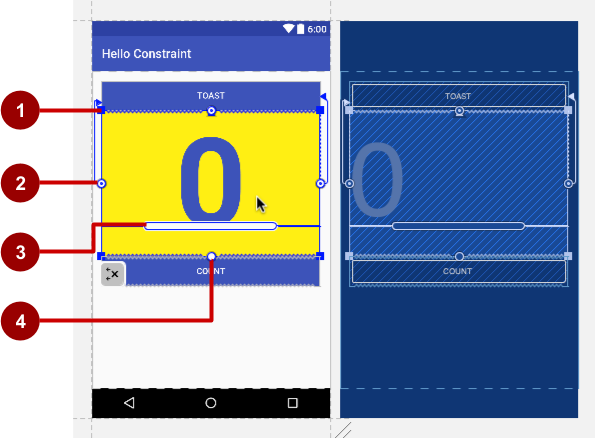 6:00
Hello Constraint
TOAST
TOAST
1
0
0
2
3
COUNT
COUNT
4